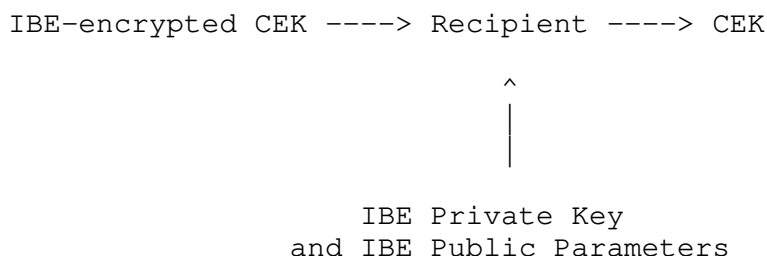 IBE-encrypted CEK ----> Recipient ----> CEK
^
|
|
IBE Private Key
and IBE Public Parameters